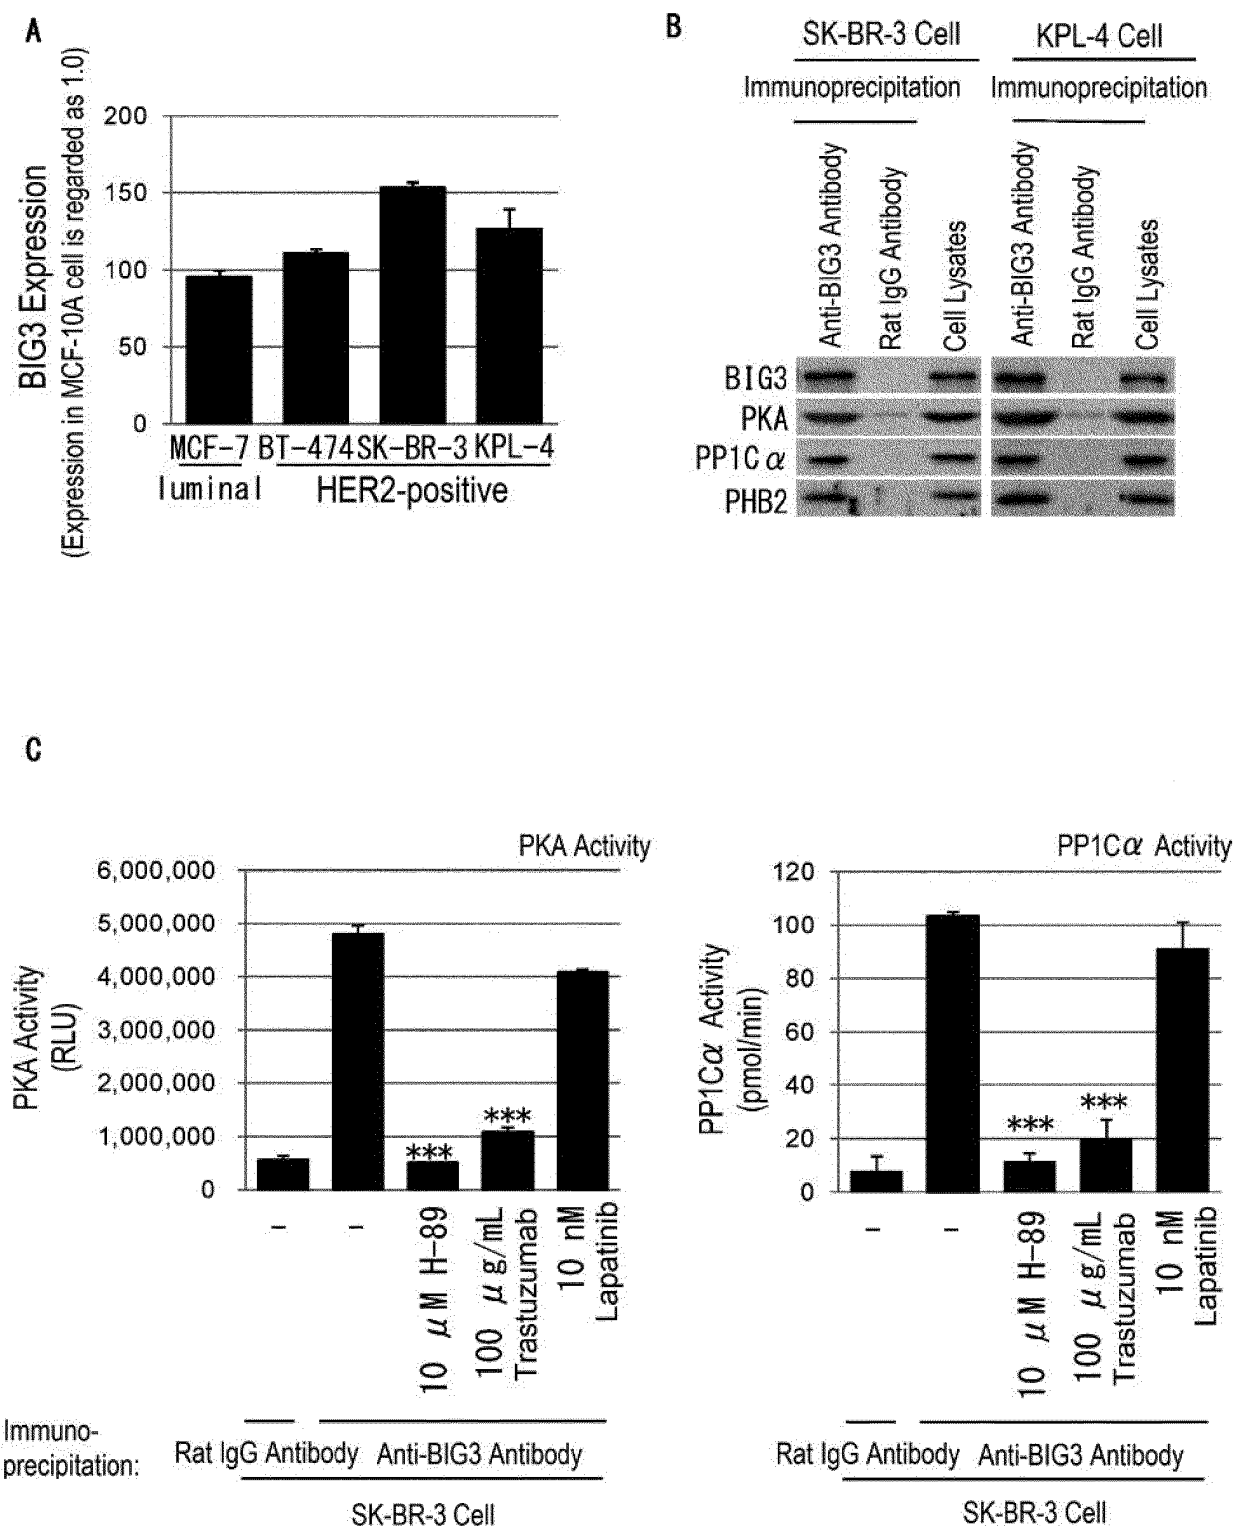 A
BIG3 Expression
(Expression in MCF-10A cell is regarded as 1.0)
200
150
100
50
0
MCF-7 BT-474 SK-BR-3 KPL-4
luminal HER2-positive
B
SK-BR-3 Cell KPL-4 Cell
Immunoprecipitation Immunoprecipitation
Anti-BIG3 Antibody
Rat IgG Antibody
Cell Lysates
Anti-BIG3 Antibody
Rat IgG Antibody
Cell Lysates
BIG3
PKA
PP1Cα
PHB2
C
PKA Activity
PKA Activity
(RLU)
6,000,000
5,000,000
4,000,000
3,000,000
2,000,000
1,000,000
0
***
***
-
-
10 μM H-89
100 μg/mL
Trastuzumab
10 nM
Lapatinib
Immuno-
precipitation:
Rat IgG Antibody Anti-BIG3 Antibody
SK-BR-3 Cell
PP1Cα Activity
PP1Cα Activity
(pmol/min)
120
100
80
60
40
20
0
***
***
-
-
10 μM H-89
100 μg/mL
Trastuzumab
10 nM
Lapatinib
Rat IgG Antibody Anti-BIG3 Antibody
SK-BR-3 Cell